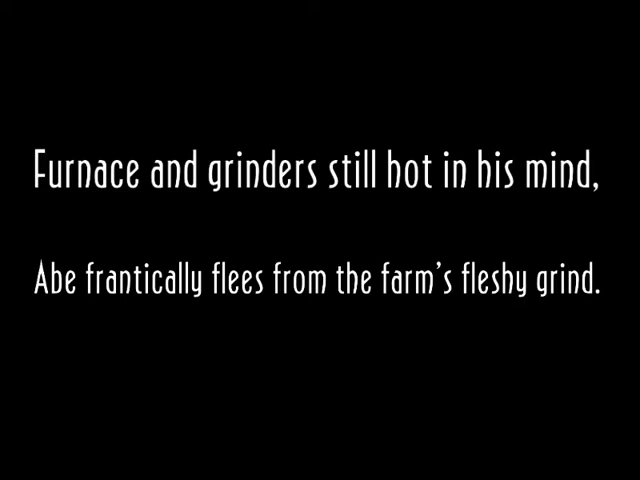 Furnace and grinders still hot in his mind,
Abe frantically flees from the farm's fleshy grind.